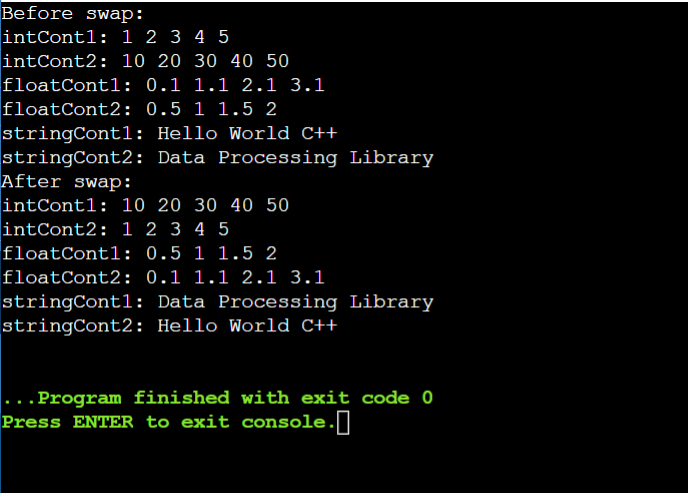 Before swap:
intCont1: 1 2 3 4 5
intCont2: 10 20 30 40 50
floatCont1: 0.1 1.1 2.1 3.1
floatCont2: 0.5 1 1.5 2
stringCont1: Hello World C++
stringCont2: Data Processing Library
After swap:
intCont1: 10 20 30 40 50
intCont2: 1 2 3 4 5
floatCont1: 0.5 1 1.5 2
floatCont2: 0.1 1.1 2.1 3.1
stringCont1: Data Processing Library
stringCont2: Hello World C++
...Program finished with exit code 0
Press ENTER to exit console.